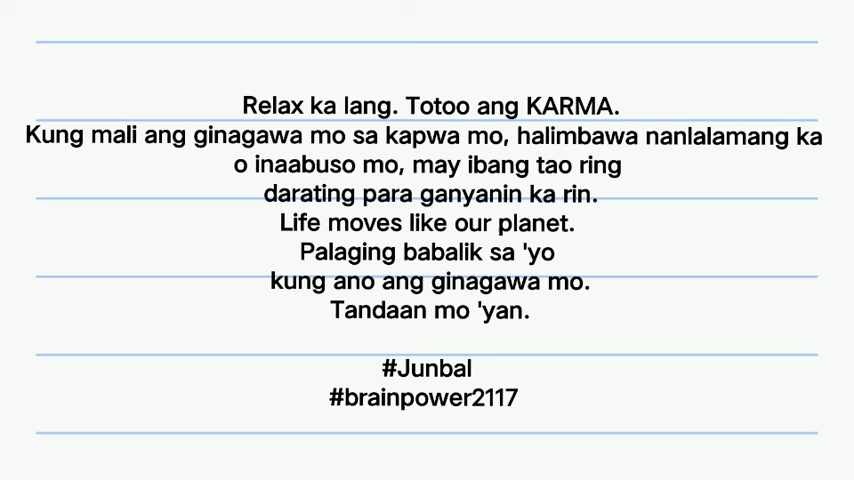 Relax ka lang. Totoo ang KARMA.
Kung mali ang ginagawa mo sa kapwa mo, halimbawa nanlalamang ka
o inaabuso mo, may ibang tao ring
darating para ganyanin ka rin.
Life moves like our planet.
Palaging babalik sa 'yo
kung ano ang ginagawa mo.
Tandaan mo 'yan.
#Junbal
#brainpower2117